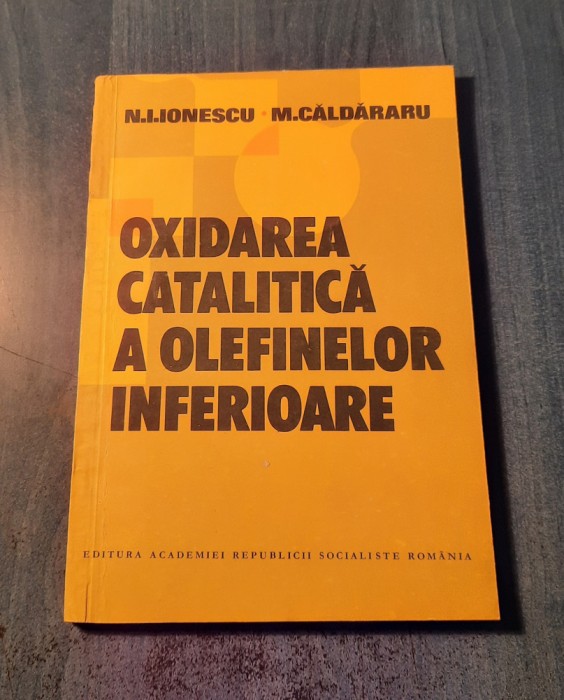 N.I.IONESCU · M.CĂLDĂRARU
OXIDAREA
CATALITICĂ
A OLEFINELOR
INFERIOARE
EDITURA ACADEMIEI REPUBLICII SOCIALISTE ROMÂNIA